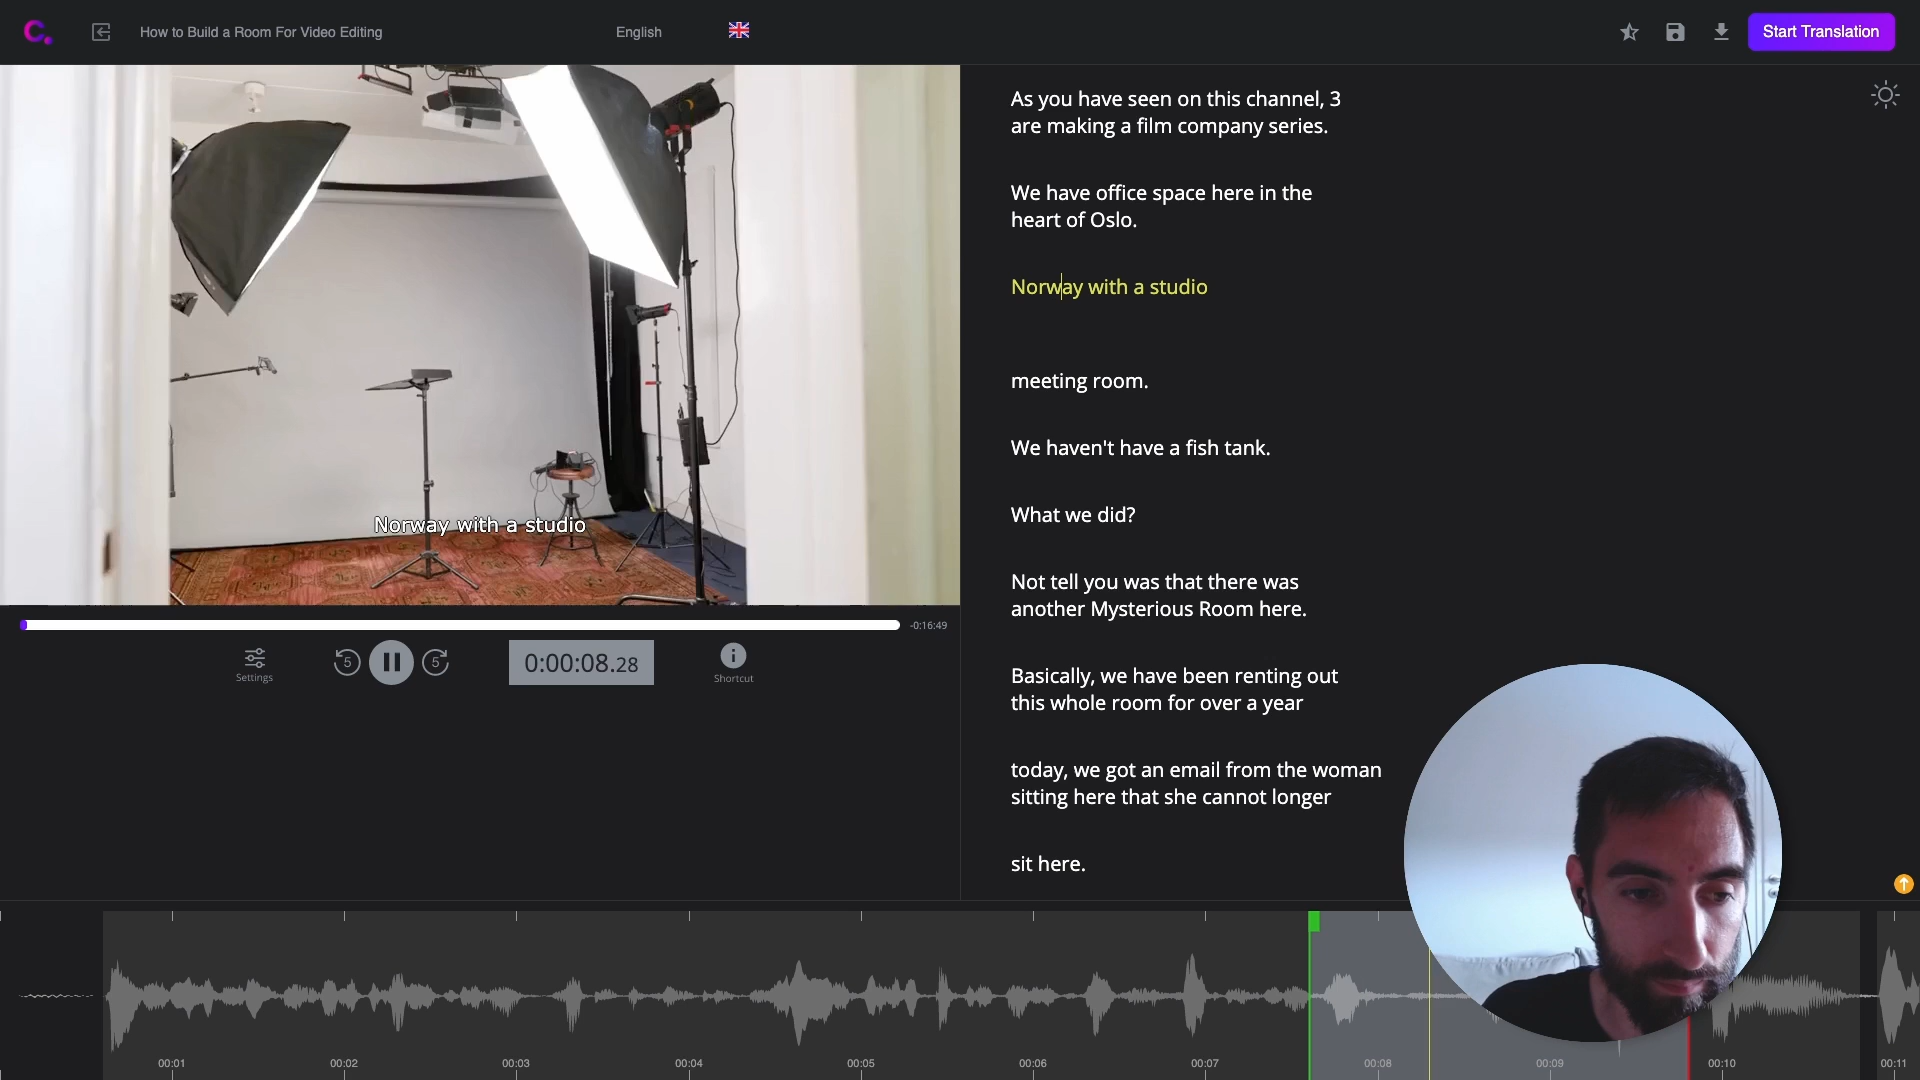 How to Build a Room For Video Editing
English
Start Translation
As you have seen on this channel, 3
are making a film company series.
We have office space here in the
heart of Oslo.
Norway with a studio
meeting room.
We haven't have a fish tank.
What we did?
Not tell you was that there was
another Mysterious Room here.
Basically, we have been renting out
this whole room for over a year
today, we got an email from the woman
sitting here that she cannot longer
sit here.
Norway with a studio
-0:16:49
Settings
5
5
0:00:08.28
Shortcut
00:01
00:02
00:03
00:04
00:05
00:06
00:07
00:08
00:09
00:10
00:11